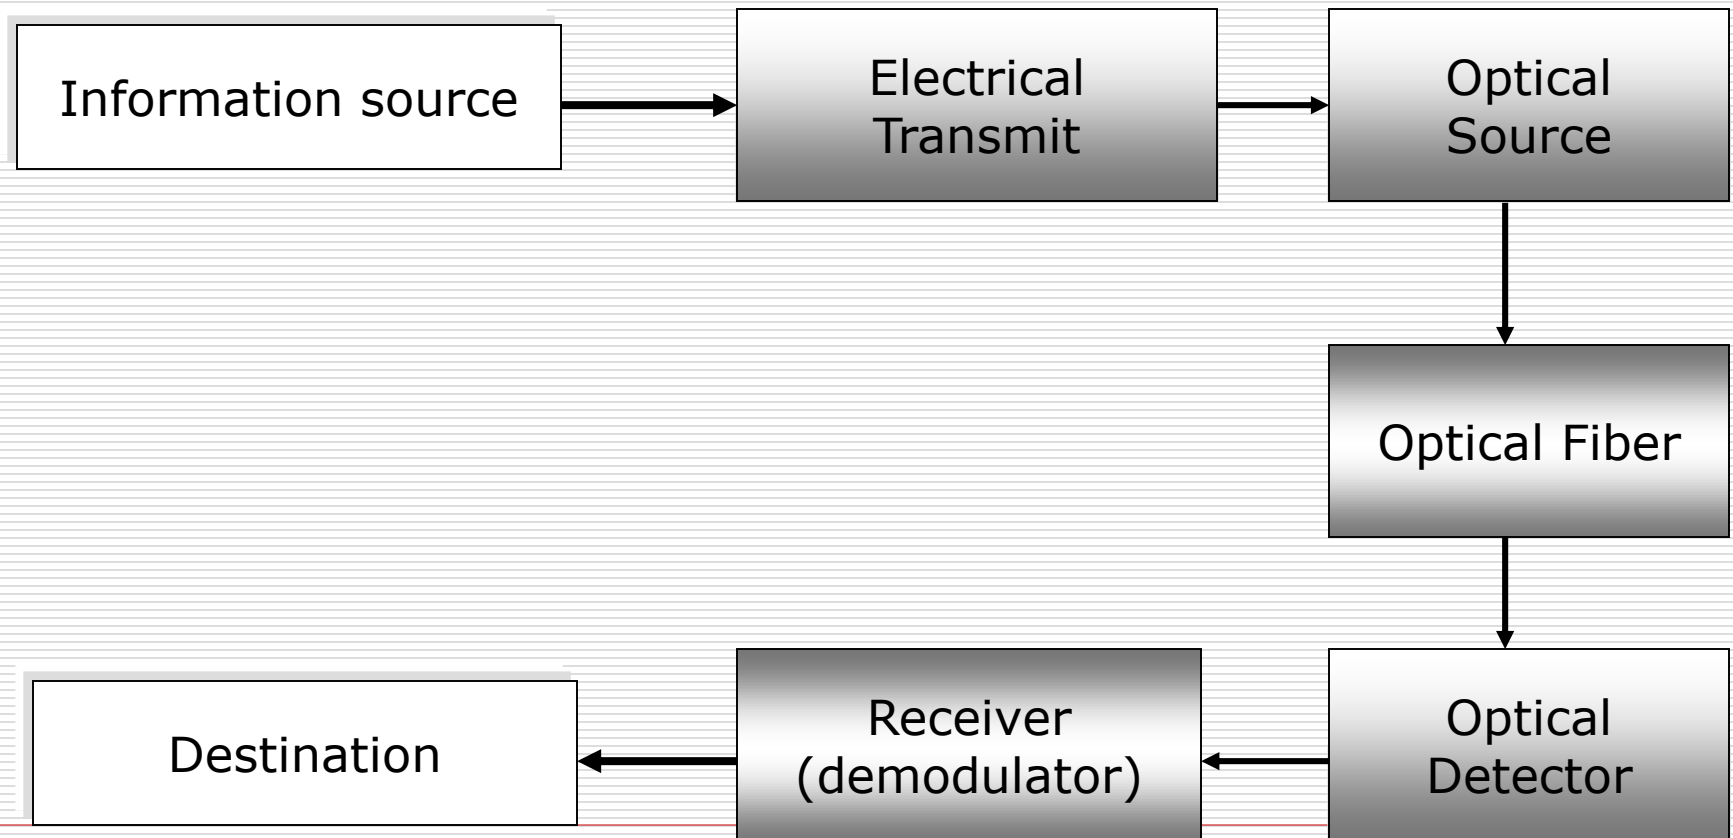 Information source
Electrical
Transmit
Optical
Source
Optical Fiber
Optical
Detector
Receiver
(demodulator)
Destination